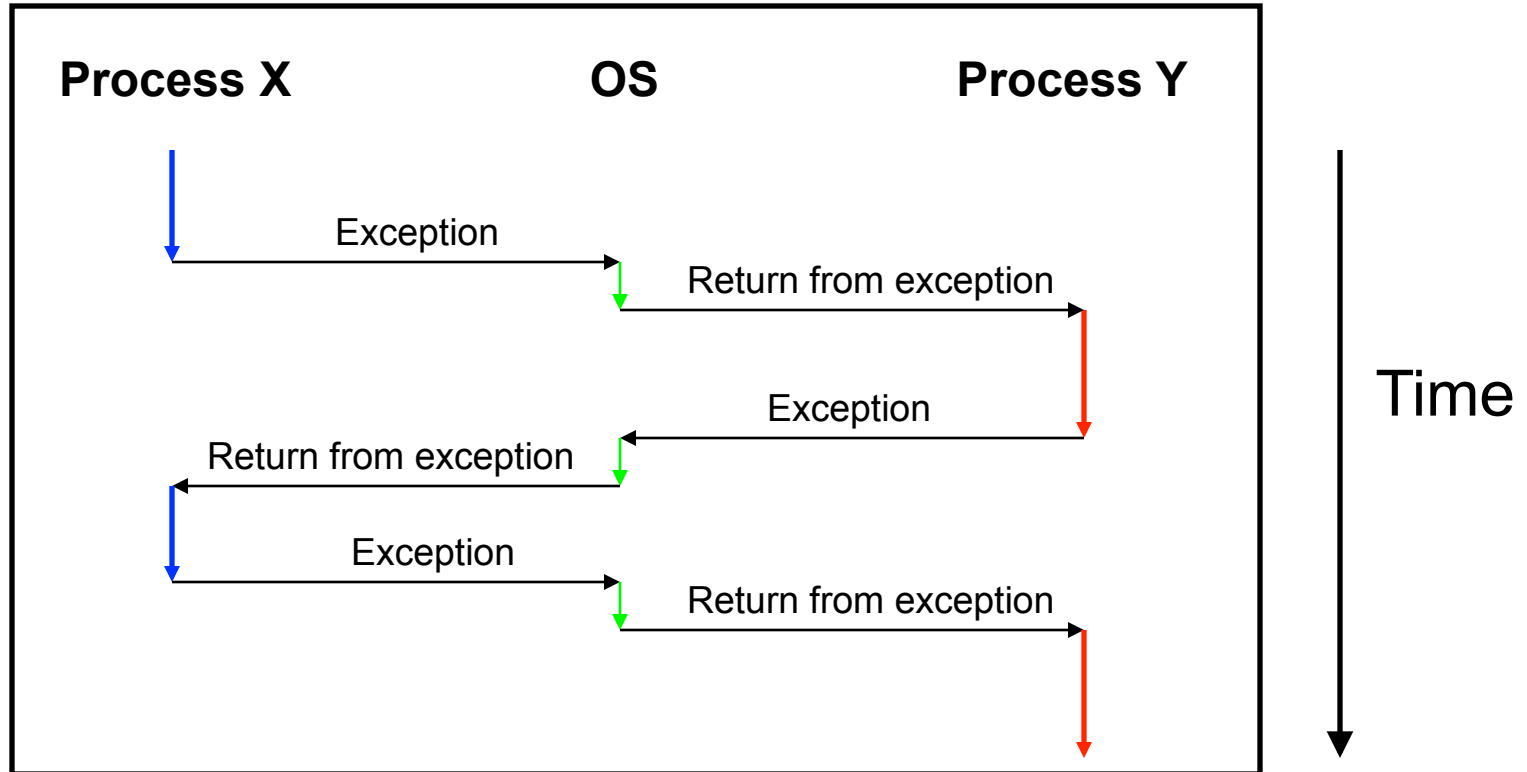 Process X OS Process Y
Exception
Return from exception
Time
Exception
Return from exception
Exception
Return from exception